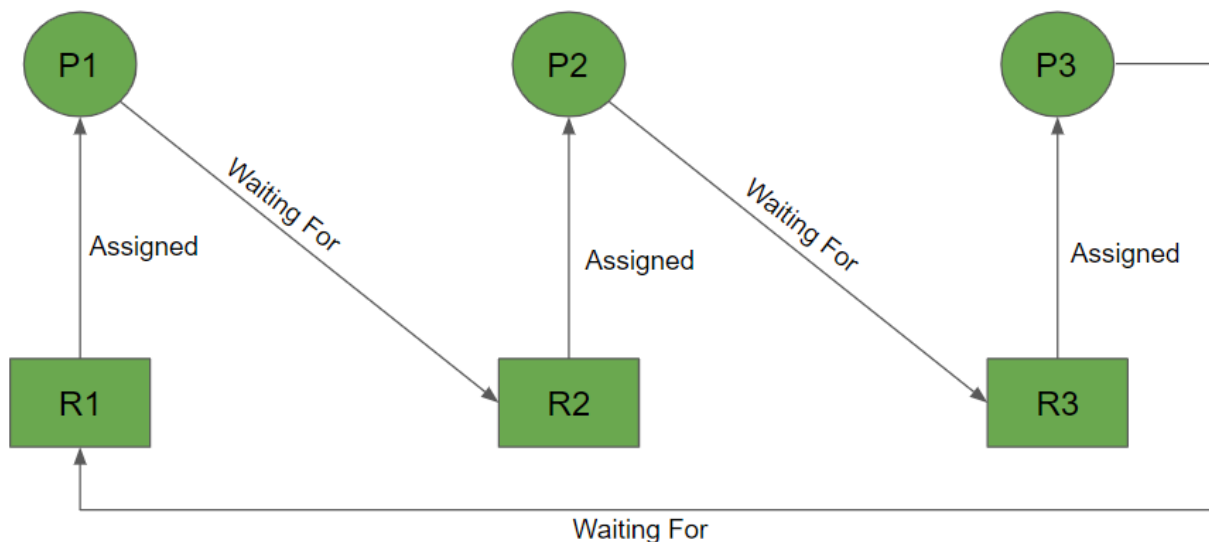 P1
P2
P3
Waiting For
Waiting For
Assigned
Assigned
Assigned
R1
R2
R3
Waiting For